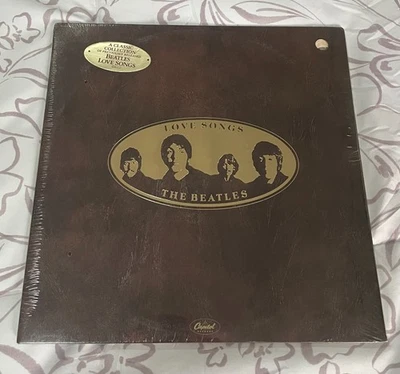 A CLASSIC
COLLECTION
BEATLES
LOVE SONGS
LOVE SONGS
THE BEATLES
Capitol